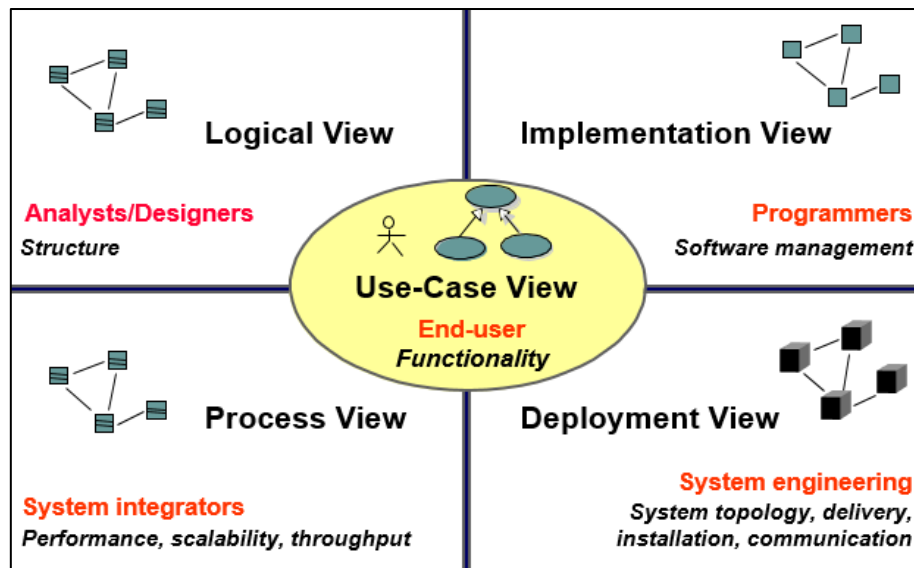 Logical View
Analysts/Designers
Structure
Implementation View
Programmers
Software management
Use-Case View
End-user
Functionality
Process View
System integrators
Performance, scalability, throughput
Deployment View
System engineering
System topology, delivery,
installation, communication